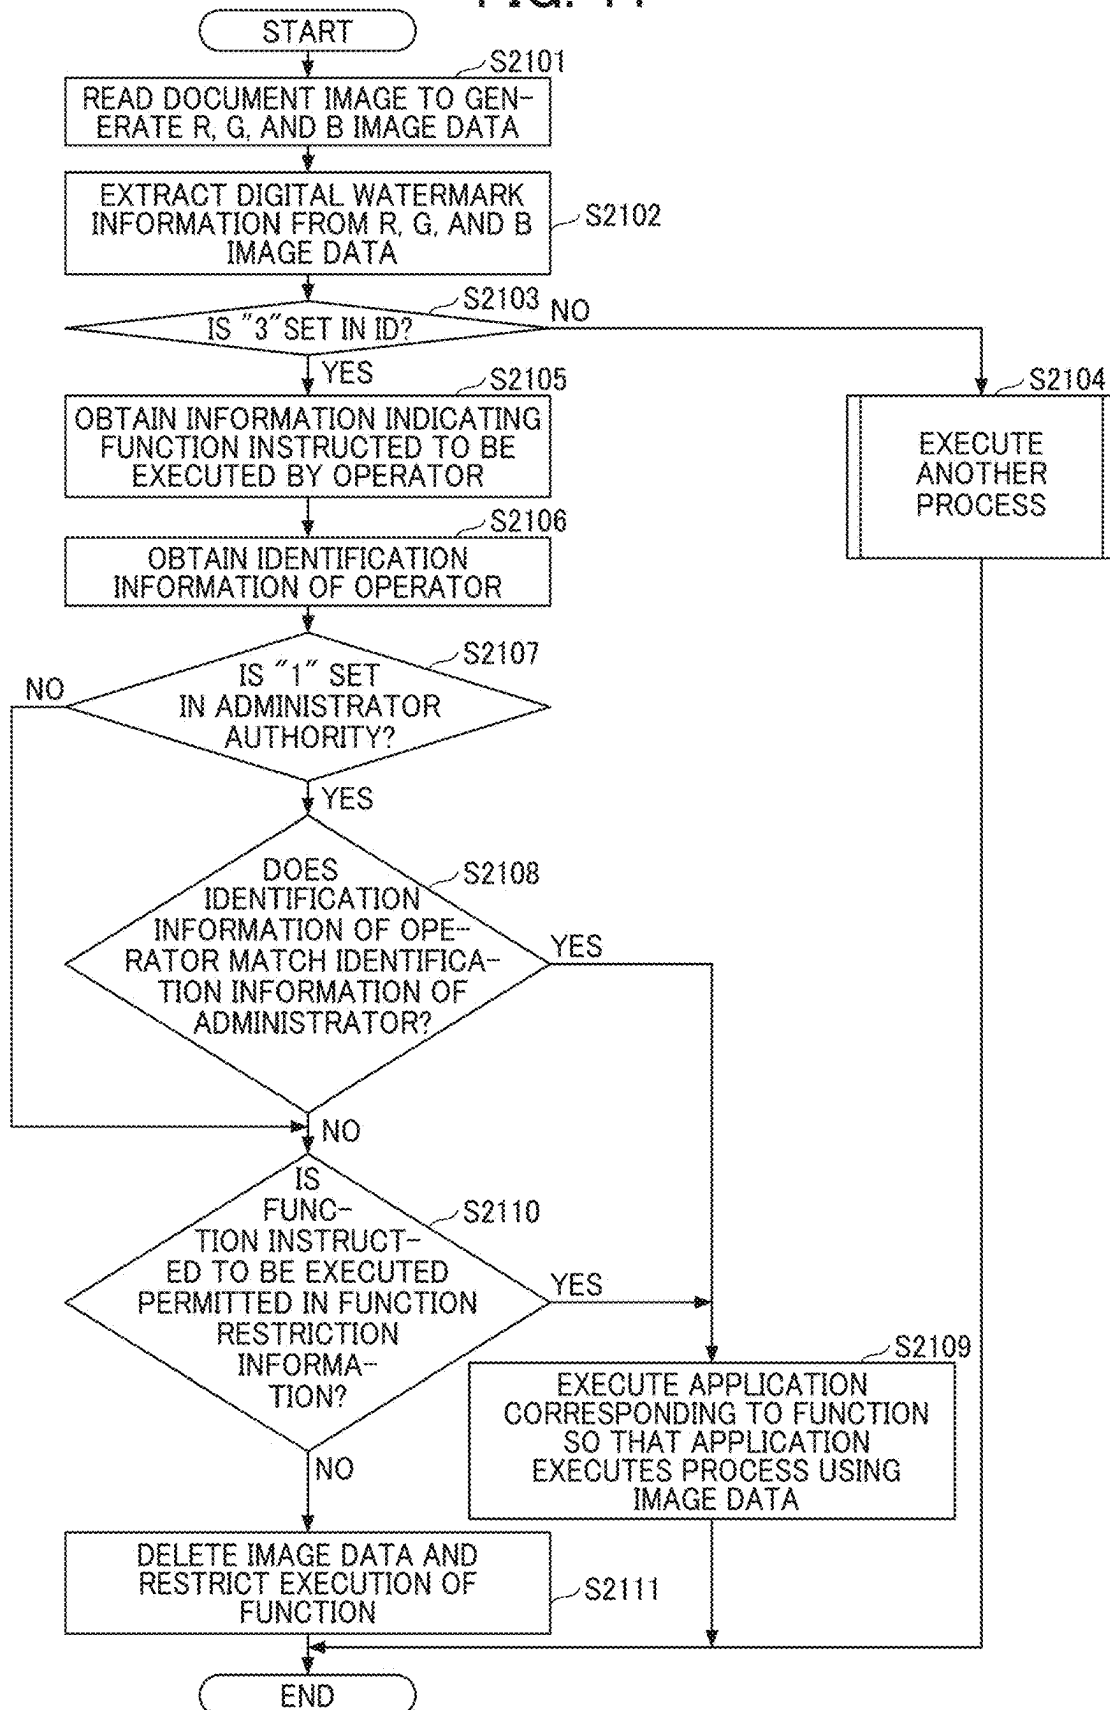 START
S2101
READ DOCUMENT IMAGE TO GEN-
ERATE R, G, AND B IMAGE DATA
EXTRACT DIGITAL WATERMARK
INFORMATION FROM R, G, AND B
IMAGE DATA
S2102
S2103
IS "3" SET IN ID?
NO
YES
S2105
OBTAIN INFORMATION INDICATING
FUNCTION INSTRUCTED TO BE
EXECUTED BY OPERATOR
S2104
EXECUTE
ANOTHER
PROCESS
S2106
OBTAIN IDENTIFICATION
INFORMATION OF OPERATOR
S2107
IS "1" SET
IN ADMINISTRATOR
AUTHORITY?
NO
YES
S2108
DOES
IDENTIFICATION
INFORMATION OF OPE-
RATOR MATCH IDENTIFICA-
TION INFORMATION OF
ADMINISTRATOR?
YES
NO
S2110
IS
FUNC-
TION INSTRUCT-
ED TO BE EXECUTED
PERMITTED IN FUNCTION
RESTRICTION
INFORMA-
TION?
YES
NO
S2109
EXECUTE APPLICATION
CORRESPONDING TO FUNCTION
SO THAT APPLICATION
EXECUTES PROCESS USING
IMAGE DATA
DELETE IMAGE DATA AND
RESTRICT EXECUTION OF
FUNCTION
S2111
END